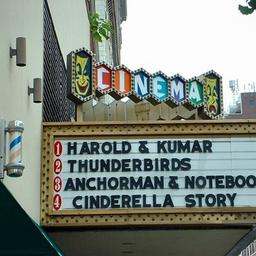 CINEMA
1 HAROLD & KUMAR
2 THUNDERBIRDS
3 ANCHORMAN & NOTEBOO
4 CINDERELLA STORY